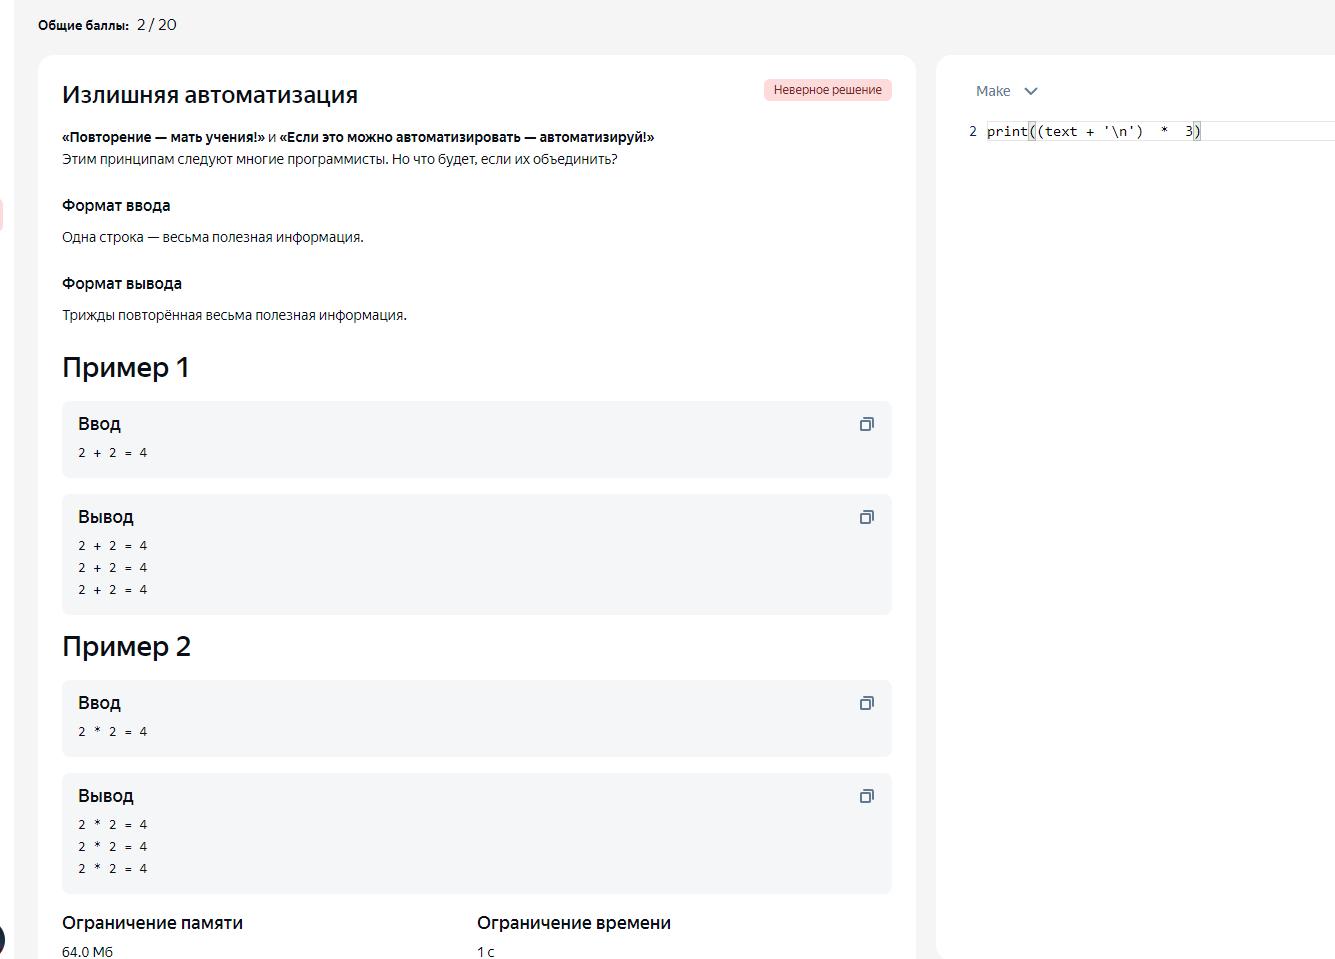 Общие баллы: 2 / 20
Излишняя автоматизация
Неверное решение
«Повторение — мать учения!» и «Если это можно автоматизировать — автоматизируй!»
Этим принципам следуют многие программисты. Но что будет, если их объединить?
Формат ввода
Одна строка — весьма полезная информация.
Формат вывода
Трижды повторённая весьма полезная информация.
Пример 1
Ввод
2 + 2 = 4
Вывод
2 + 2 = 4
2 + 2 = 4
2 + 2 = 4
Пример 2
Ввод
2 * 2 = 4
Вывод
2 * 2 = 4
2 * 2 = 4
2 * 2 = 4
Ограничение памяти
64.0 Мб
Ограничение времени
1 с
Make
2 print((text + '\n')  *  3)